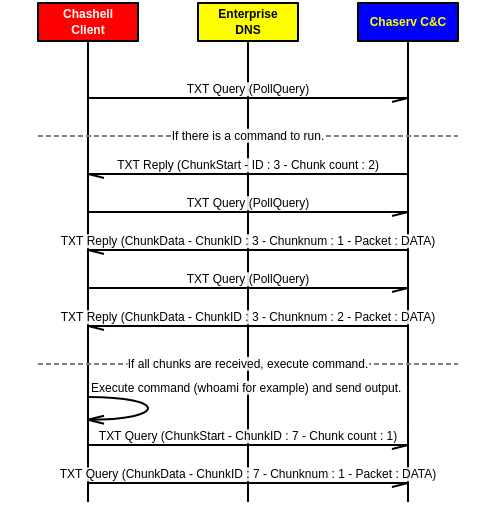 Chashell
Client
Enterprise
DNS
Chaserv C&C
TXT Query (PollQuery)
If there is a command to run.
TXT Reply (ChunkStart - ID : 3 - Chunk count : 2)
TXT Query (PollQuery)
TXT Reply (ChunkData - ChunkID : 3 - Chunknum : 1 - Packet : DATA)
TXT Query (PollQuery)
TXT Reply (ChunkData - ChunkID : 3 - Chunknum : 2 - Packet : DATA)
If all chunks are received, execute command.
Execute command (whoami for example) and send output.
TXT Query (ChunkStart - ChunkID : 7 - Chunk count : 1)
TXT Query (ChunkData - ChunkID : 7 - Chunknum : 1 - Packet : DATA)